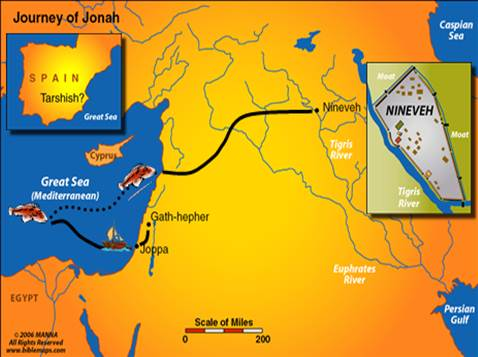 Journey of Jonah
SPAIN
Tarshish?
Great Sea
Caspian
Sea
Moat
NINEVEH
Moat
Tigris
River
Nineveh
Tigris
River
Cyprus
Great Sea
(Mediterranean)
Gath-hepher
Joppa
Euphrates
River
EGYPT
Persian
Gulf
Scale of Miles
0 200
© 2006 MANNA
All Rights Reserved
www.biblemaps.com